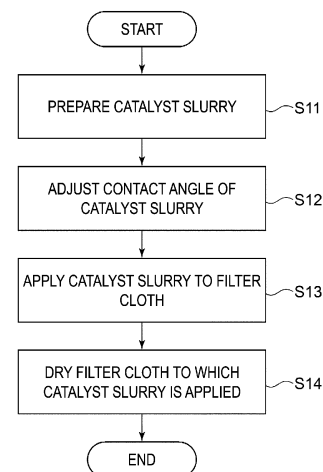 START
PREPARE CATALYST SLURRY
S11
ADJUST CONTACT ANGLE OF
CATALYST SLURRY
S12
APPLY CATALYST SLURRY TO FILTER
CLOTH
S13
DRY FILTER CLOTH TO WHICH
CATALYST SLURRY IS APPLIED
S14
END